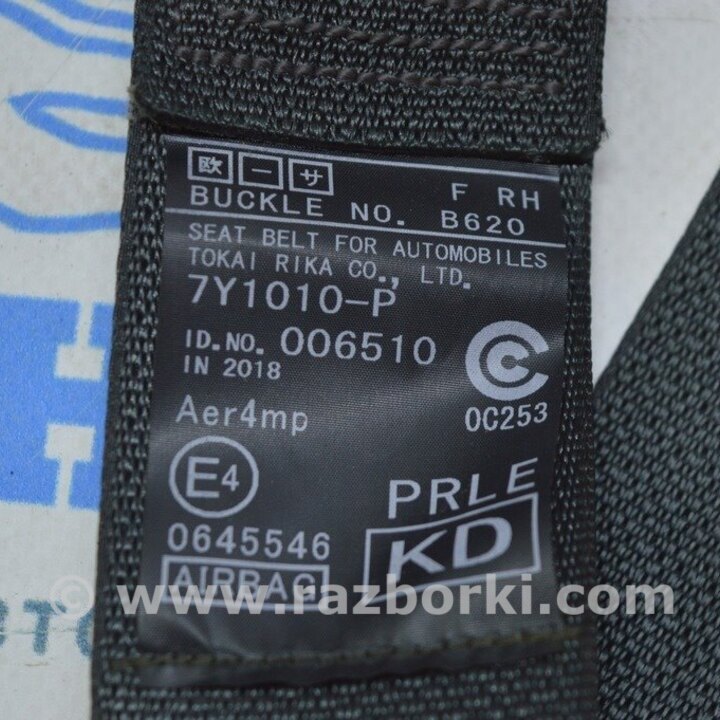 欧 一 サ F RH
BUCKLE NO. B620
SEAT BELT FOR AUTOMOBILES
TOKAI RIKA CO., LTD.
7Y1010-P
ID.NO. 006510
IN 2018
Aer4mp
0C253
E4
PRLE
KD
0645546
AIRBAG
© www.razborki.com